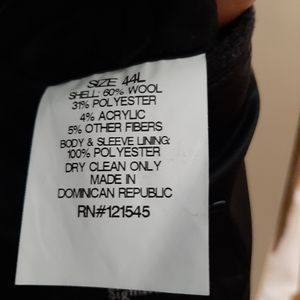 SIZE 44L
SHELL: 60% WOOL
31% POLYESTER
4% ACRYLIC
5% OTHER FIBERS
BODY & SLEEVE LINING:
100% POLYESTER
DRY CLEAN ONLY
MADE IN
DOMINICAN REPUBLIC
RN#121545